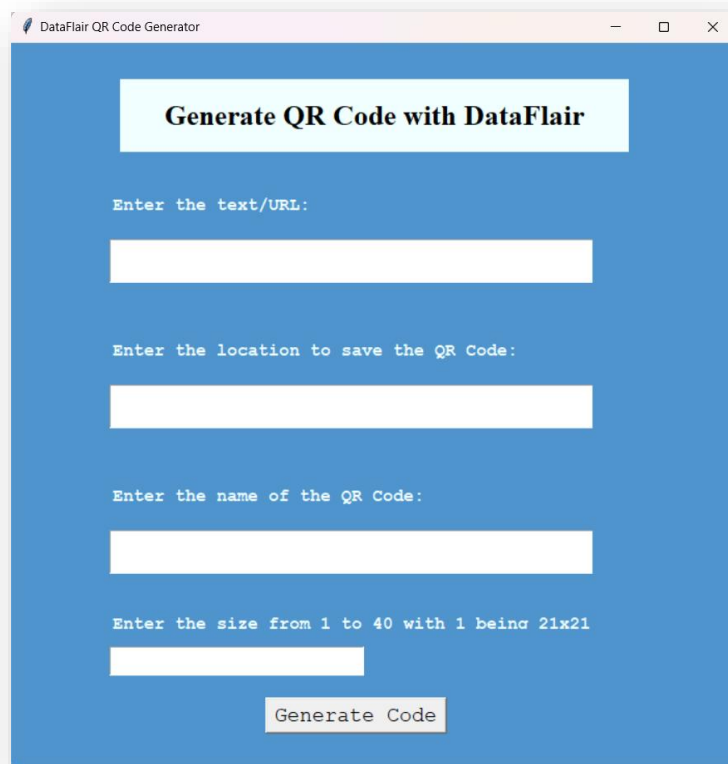 DataFlair QR Code Generator
Generate QR Code with DataFlair
Enter the text/URL:
Enter the location to save the QR Code:
Enter the name of the QR Code:
Enter the size from 1 to 40 with 1 being 21x21
Generate Code